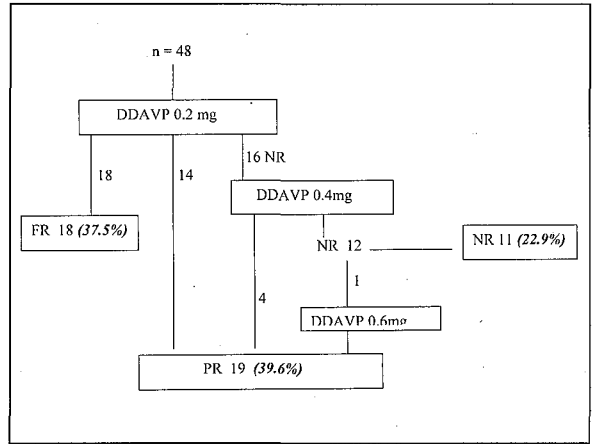 n = 48
DDAVP 0.2 mg
18
14
16 NR
DDAVP 0.4mg
FR 18 (37.5%)
NR 12
NR 11 (22.9%)
4
1
DDAVP 0.6mg
PR 19 (39.6%)